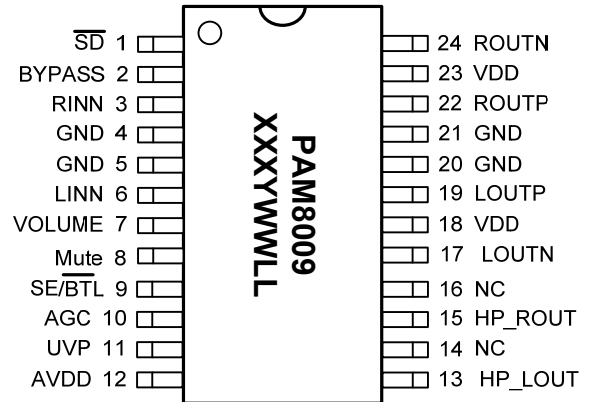 SD 1
BYPASS 2
RINN 3
GND 4
GND 5
LINN 6
VOLUME 7
Mute 8
SE/BTL 9
AGC 10
UVP 11
AVDD 12
PAM8009
XXXYWWLL
24 ROUTN
23 VDD
22 ROUTP
21 GND
20 GND
19 LOUTP
18 VDD
17 LOUTN
16 NC
15 HP_ROUT
14 NC
13 HP_LOUT